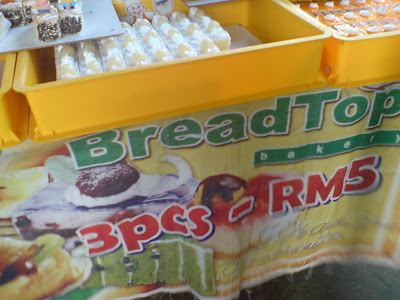 BreadTop
bakery
3pcs - RM5